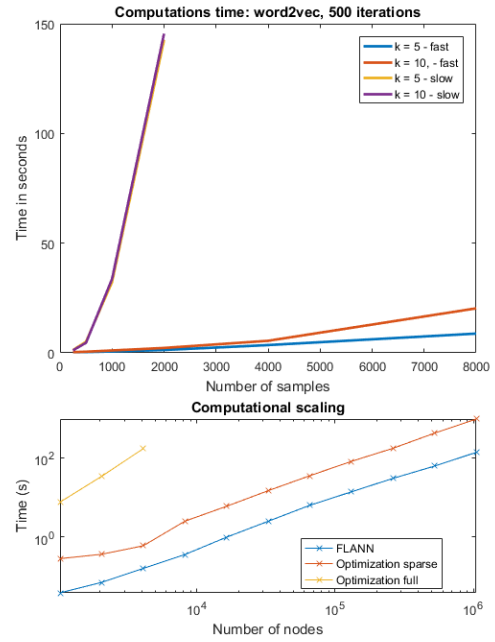 Computations time: word2vec, 500 iterations
150
100
50
0
Time in seconds
k = 5 - fast
k = 10, - fast
k = 5 - slow
k = 10 - slow
0 1000 2000 3000 4000 5000 6000 7000 8000
Number of samples
Computational scaling
10^2
10^0
Time (s)
FLANN
Optimization sparse
Optimization full
10^4 10^5 10^6
Number of nodes